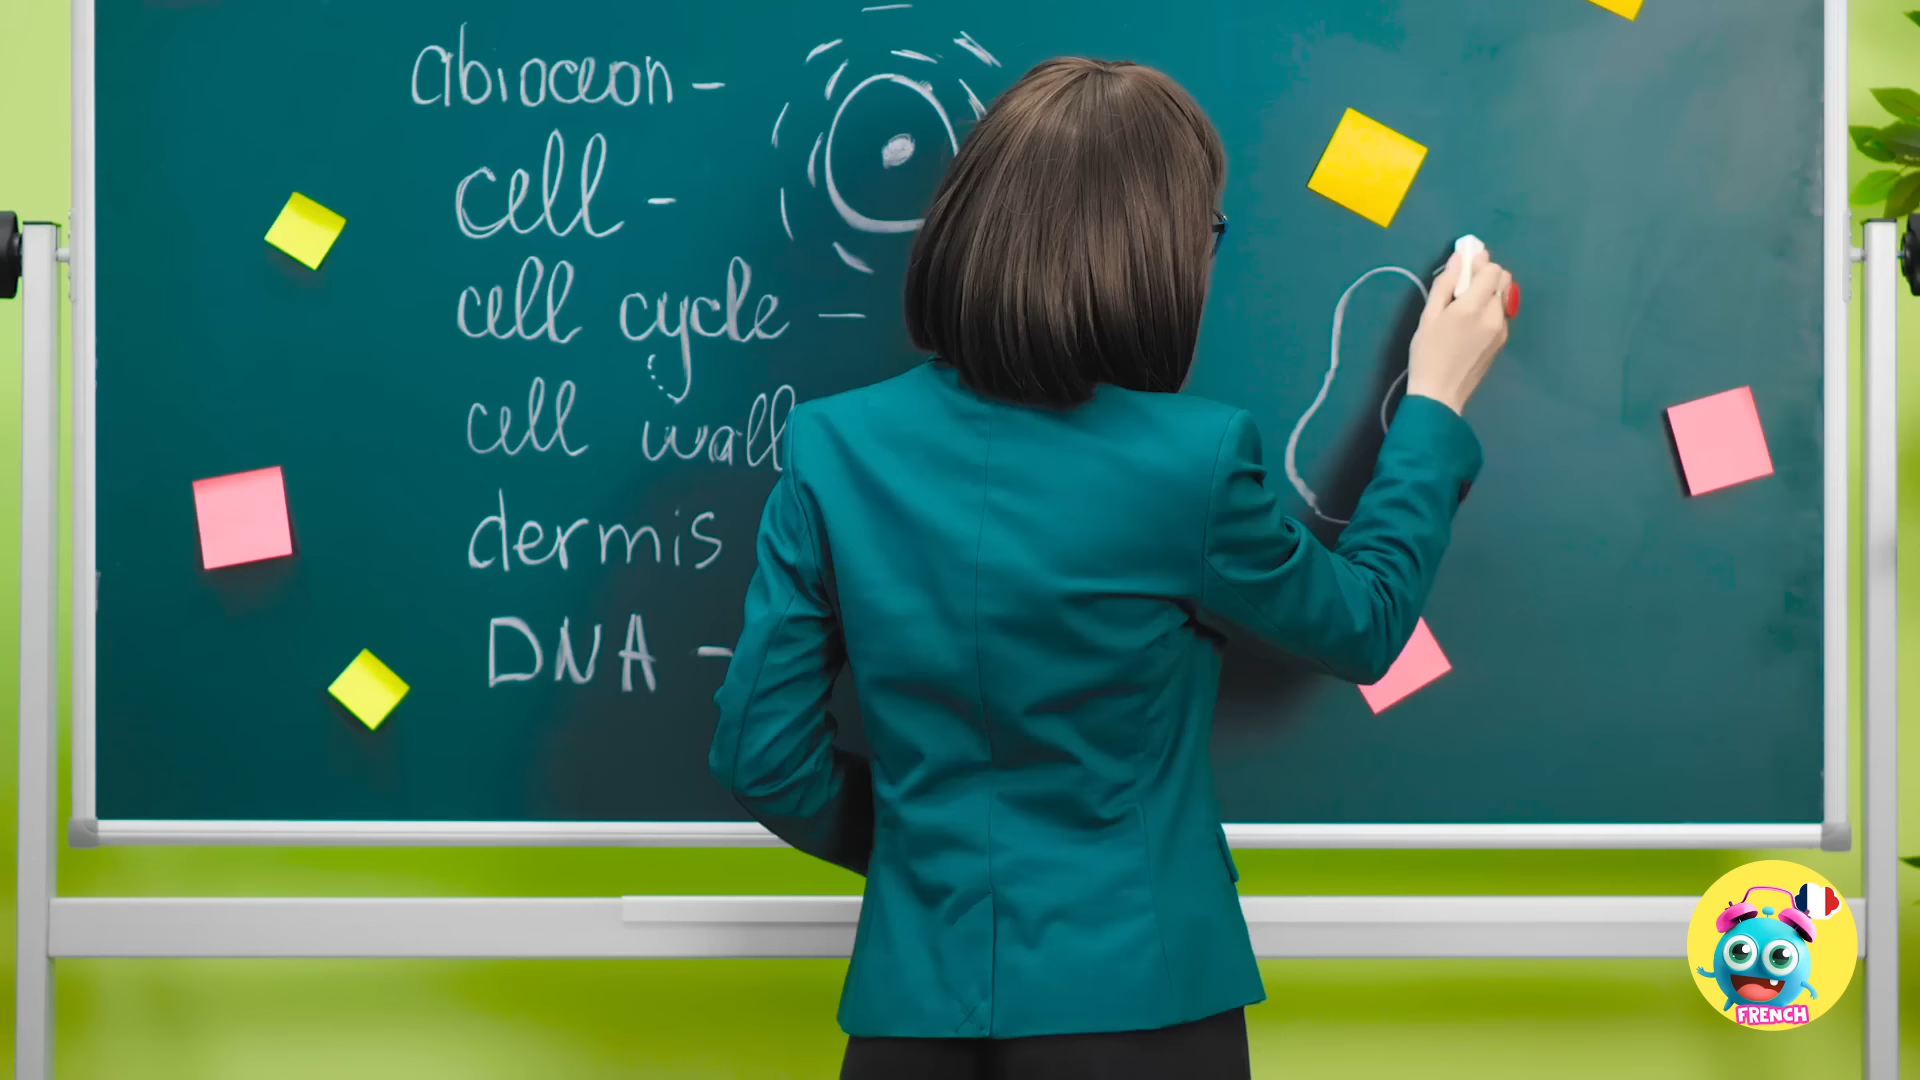 abioceon -
cell -
cell cycle -
cell wall
dermis
DNA -
FRENCH